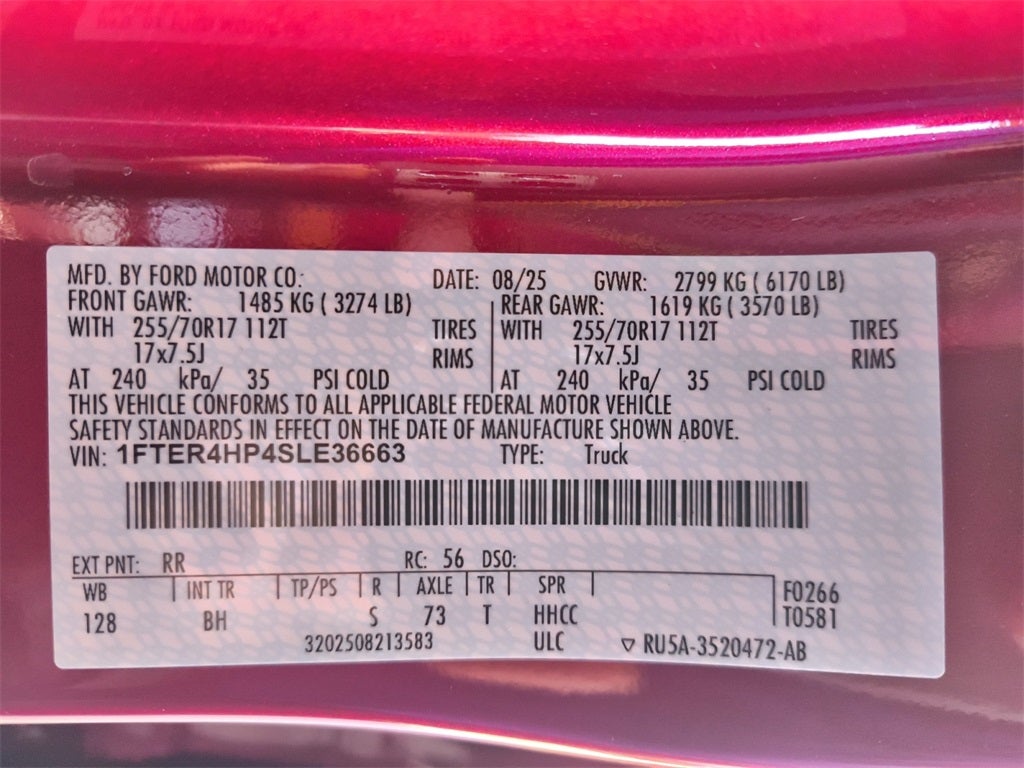 MFD. BY FORD MOTOR CO: DATE: 08/25 GVWR: 2799 KG ( 6170 LB)
FRONT GAWR: 1485 KG ( 3274 LB) REAR GAWR: 1619 KG ( 3570 LB)
WITH 255/70R17 112T TIRES WITH 255/70R17 112T TIRES
17x7.5J RIMS 17x7.5J RIMS
AT 240 kPa/ 35 PSI COLD AT 240 kPa/ 35 PSI COLD
THIS VEHICLE CONFORMS TO ALL APPLICABLE FEDERAL MOTOR VEHICLE
SAFETY STANDARDS IN EFFECT ON THE DATE OF MANUFACTURE SHOWN ABOVE.
VIN: 1FTER4HP4SLE36663 TYPE: Truck
EXT PNT: RR RC: 56 DSO:
WB INT TR TP/PS R AXLE TR SPR F0266
128 BH S 73 T HHCC T0581
3202508213583 ULC ▽ RU5A-3520472-AB